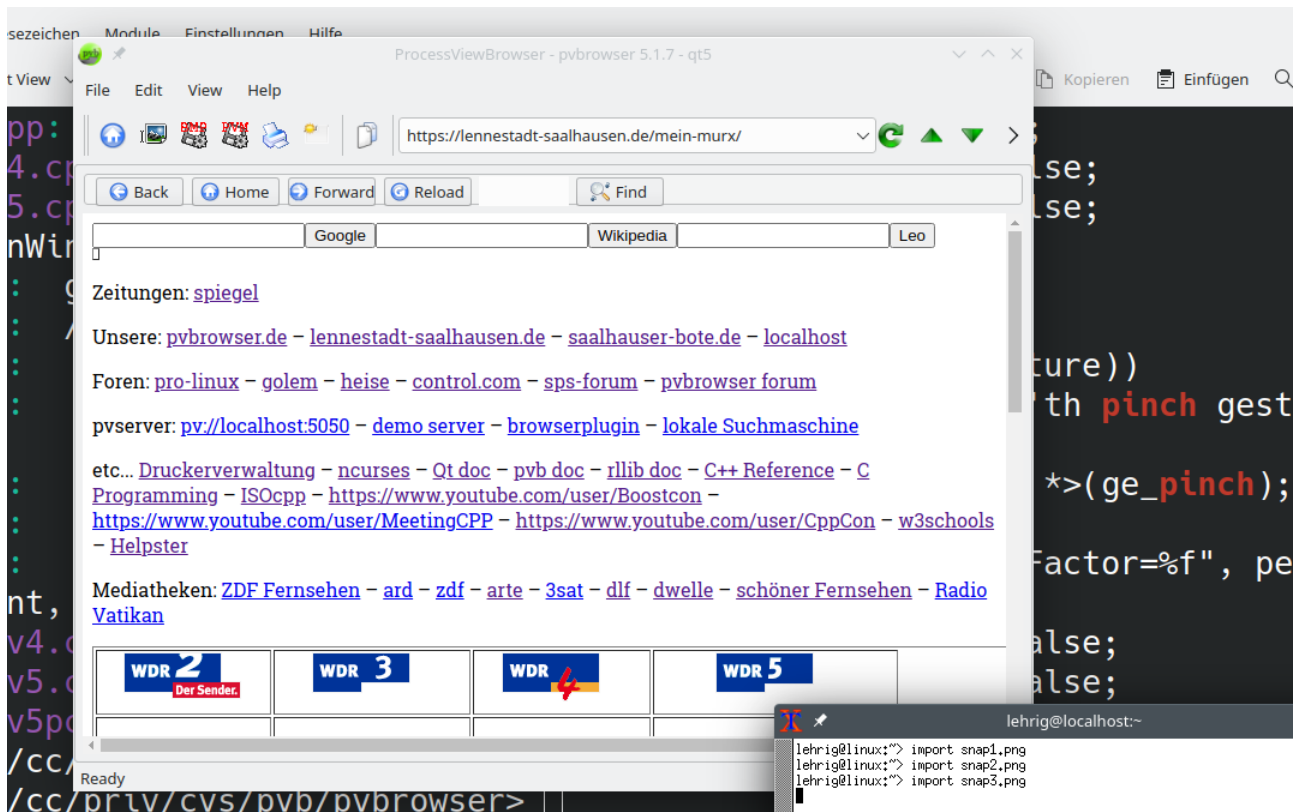 esezeichen Module Einstellungen Hilfe
ProcessViewBrowser - pvbrowser 5.1.7 - qt5
t View
Kopieren Einfügen
File Edit View Help
https://lennestadt-saalhausen.de/mein-murx/
Back Home Forward Reload Find
Google Wikipedia Leo
Zeitungen: spiegel
Unsere: pvbrowser.de – lennestadt-saalhausen.de – saalhauser-bote.de – localhost
Foren: pro-linux – golem – heise – control.com – sps-forum – pvbrowser forum
pvserver: pv://localhost:5050 – demo server – browserplugin – lokale Suchmaschine
etc... Druckerverwaltung – ncurses – Qt doc – pvb doc – rllib doc – C++ Reference – C
Programming – ISOcpp – https://www.youtube.com/user/Boostcon –
https://www.youtube.com/user/MeetingCPP – https://www.youtube.com/user/CppCon – w3schools
– Helpster
Mediatheken: ZDF Fernsehen – ard – zdf – arte – 3sat – dlf – dwelle – schöner Fernsehen – Radio
Vatikan
WDR 2 Der Sender. WDR 3 WDR 4 WDR 5
Ready
pp: ;
4.cp lse;
5.cp lse;
nWin
: g
: /
: ture))
: 'th pinch gest
: *>(ge_pinch);
:
: Factor=%f", pe
nt,
v4.c alse;
v5.c alse;
v5po
/cc/
/cc/priv/cvs/pvb/pvbrowser>
lehrig@localhost:~
lehrig@linux:~> import snap1.png
lehrig@linux:~> import snap2.png
lehrig@linux:~> import snap3.png